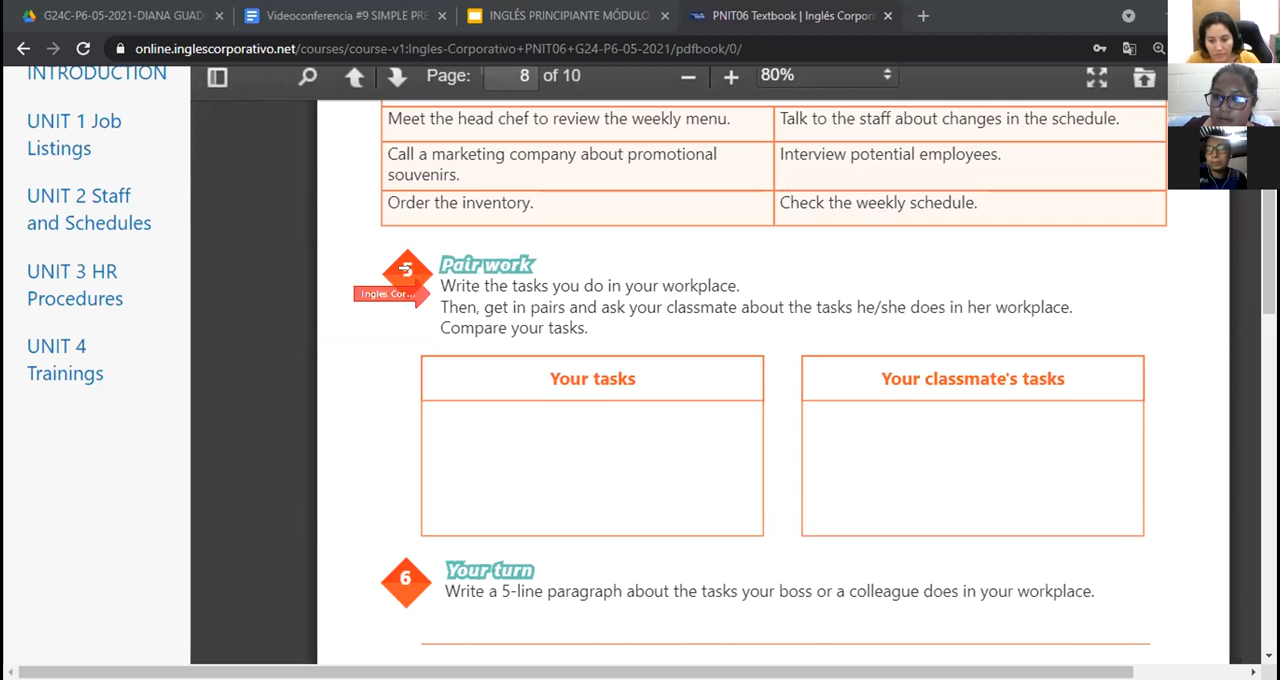 G24C-P6-05-2021-DIANA GUAD
Videoconferencia #9 SIMPLE PRE
INGLÉS PRINCIPIANTE MÓDULO
PNIT06 Textbook | Inglés Corpor
online.inglescorporativo.net/courses/course-v1:Ingles-Corporativo+PNIT06+G24-P6-05-2021/pdfbook/0/
INTRODUCTION
UNIT 1 Job
Listings
UNIT 2 Staff
and Schedules
UNIT 3 HR
Procedures
UNIT 4
Trainings
Page: 8 of 10
80%
Meet the head chef to review the weekly menu.
Talk to the staff about changes in the schedule.
Call a marketing company about promotional
souvenirs.
Interview potential employees.
Order the inventory.
Check the weekly schedule.
5
Pair work
Ingles Cor...
Write the tasks you do in your workplace.
Then, get in pairs and ask your classmate about the tasks he/she does in her workplace.
Compare your tasks.
Your tasks
Your classmate's tasks
6
Your turn
Write a 5-line paragraph about the tasks your boss or a colleague does in your workplace.